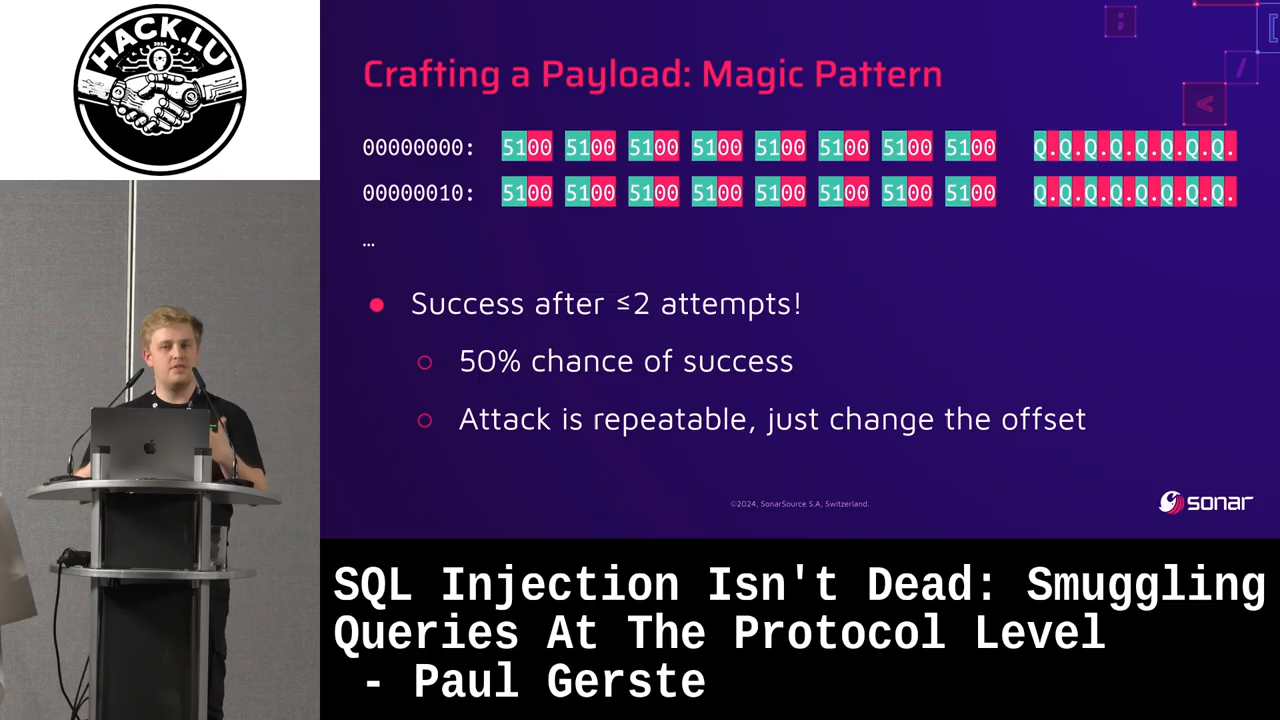 HACK.LU
2024
Crafting a Payload: Magic Pattern
00000000: 5100 5100 5100 5100 5100 5100 5100 5100 Q.Q.Q.Q.Q.Q.Q.Q.
00000010: 5100 5100 5100 5100 5100 5100 5100 5100 Q.Q.Q.Q.Q.Q.Q.Q.
…
Success after ≤2 attempts!
50% chance of success
Attack is repeatable, just change the offset
©2024, SonarSource S.A, Switzerland.
sonar
SQL Injection Isn't Dead: Smuggling
Queries At The Protocol Level
- Paul Gerste